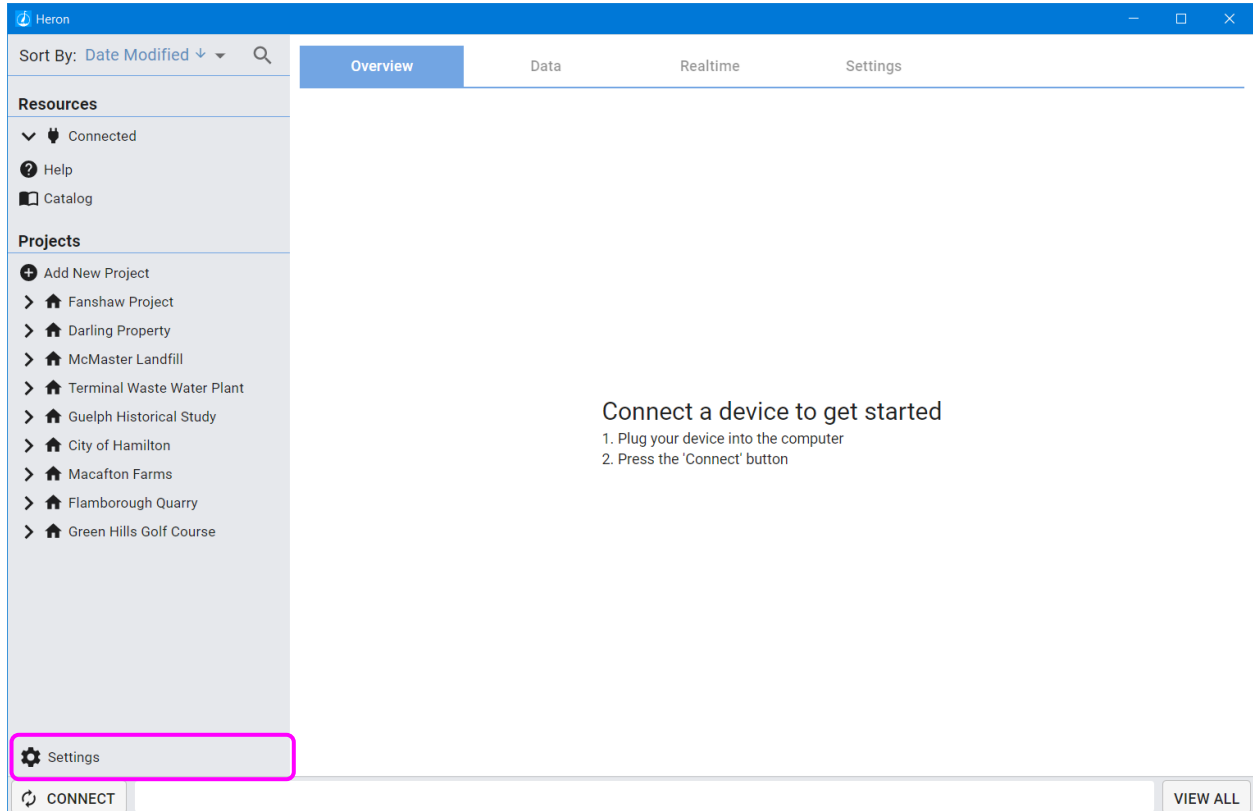 Heron
Sort By: Date Modified
Overview Data Realtime Settings
Resources
Connected
Help
Catalog
Projects
Add New Project
Fanshaw Project
Darling Property
McMaster Landfill
Terminal Waste Water Plant
Guelph Historical Study
City of Hamilton
Macafton Farms
Flamborough Quarry
Green Hills Golf Course
Connect a device to get started
1. Plug your device into the computer
2. Press the 'Connect' button
Settings
CONNECT
VIEW ALL